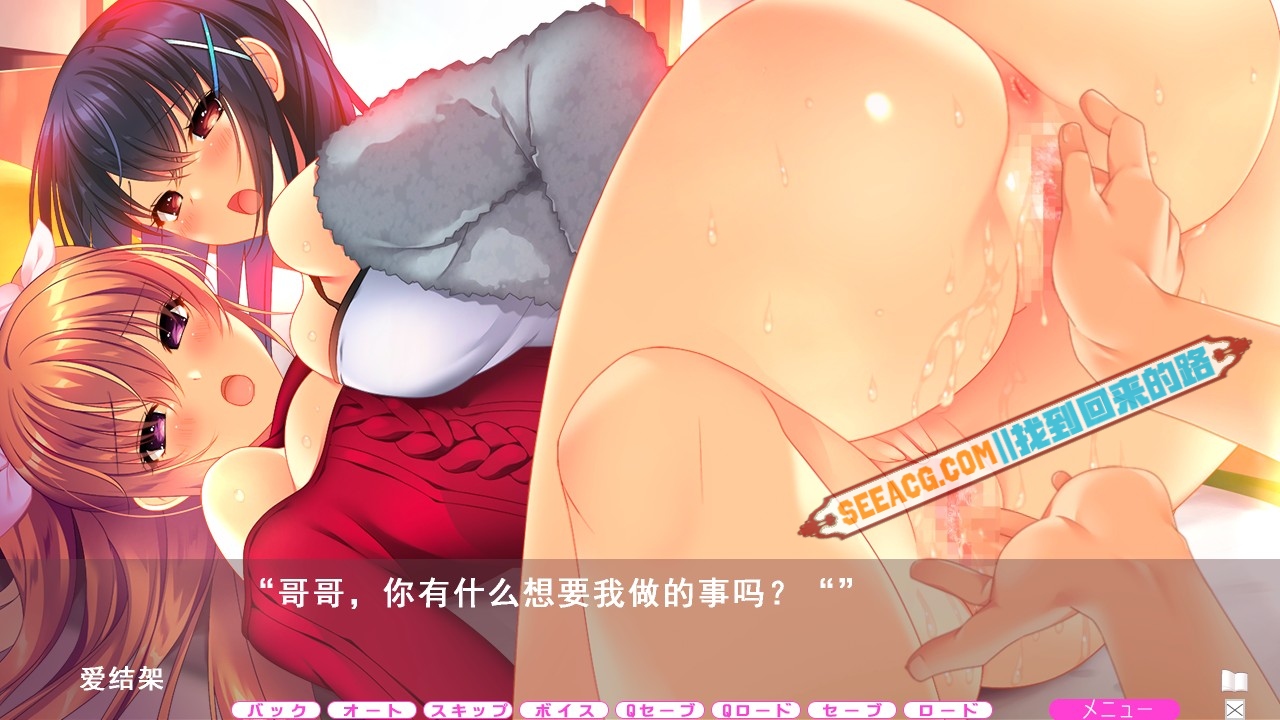 SEEACG.COM||找到回来的路
“哥哥，你有什么想要我做的事吗？“”
爱结架
バック オート スキップ ボイス Qセーブ Qロード セーブ ロード メニュー